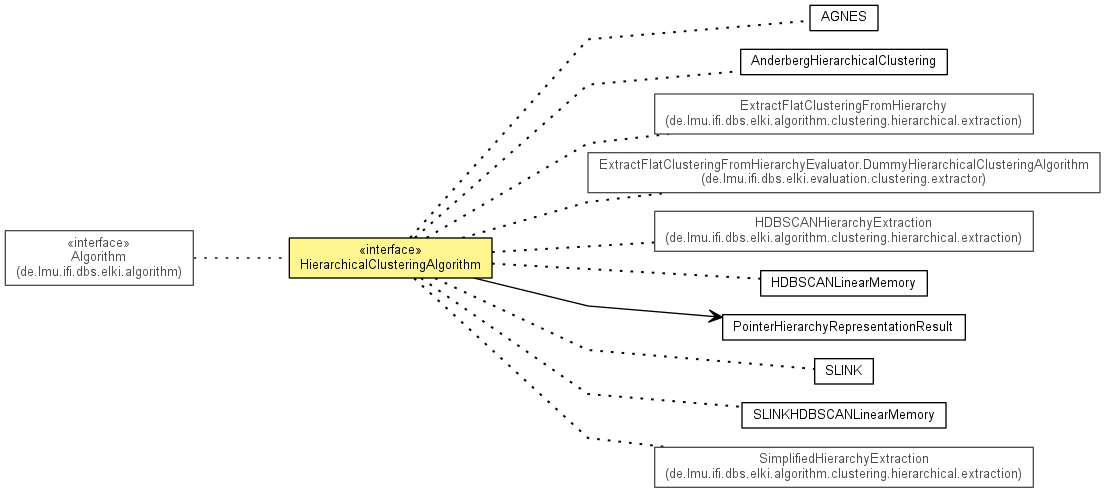 AGNES
AnderbergHierarchicalClustering
ExtractFlatClusteringFromHierarchy
(de.lmu.ifi.dbs.elki.algorithm.clustering.hierarchical.extraction)
ExtractFlatClusteringFromHierarchyEvaluator.DummyHierarchicalClusteringAlgorithm
(de.lmu.ifi.dbs.elki.evaluation.clustering.extractor)
HDBSCANHierarchyExtraction
(de.lmu.ifi.dbs.elki.algorithm.clustering.hierarchical.extraction)
«interface»
Algorithm
(de.lmu.ifi.dbs.elki.algorithm)
«interface»
HierarchicalClusteringAlgorithm
HDBSCANLinearMemory
PointerHierarchyRepresentationResult
SLINK
SLINKHDBSCANLinearMemory
SimplifiedHierarchyExtraction
(de.lmu.ifi.dbs.elki.algorithm.clustering.hierarchical.extraction)